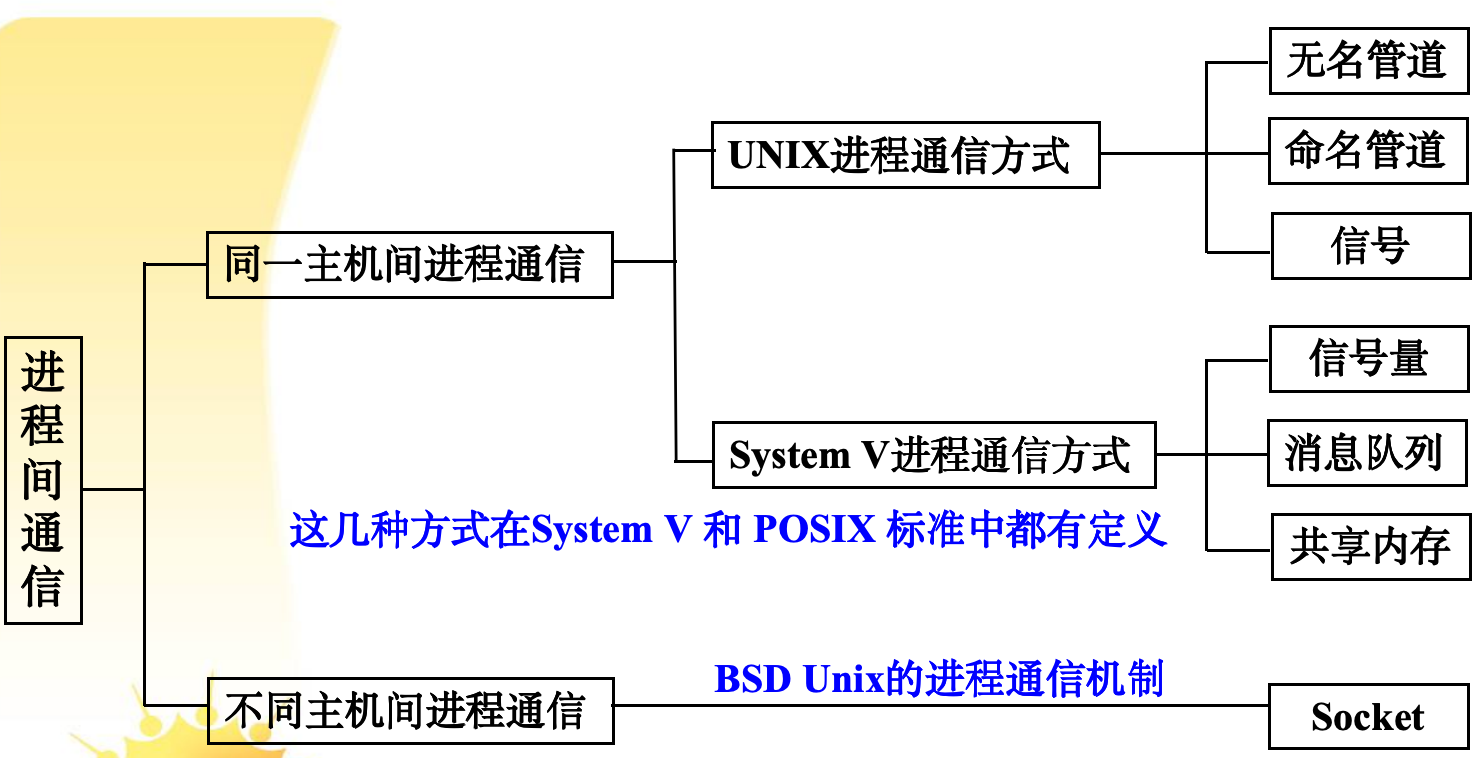 无名管道
UNIX进程通信方式
命名管道
信号
同一主机间进程通信
进程间通信
信号量
System V进程通信方式
消息队列
这几种方式在System V 和 POSIX 标准中都有定义
共享内存
BSD Unix的进程通信机制
不同主机间进程通信
Socket